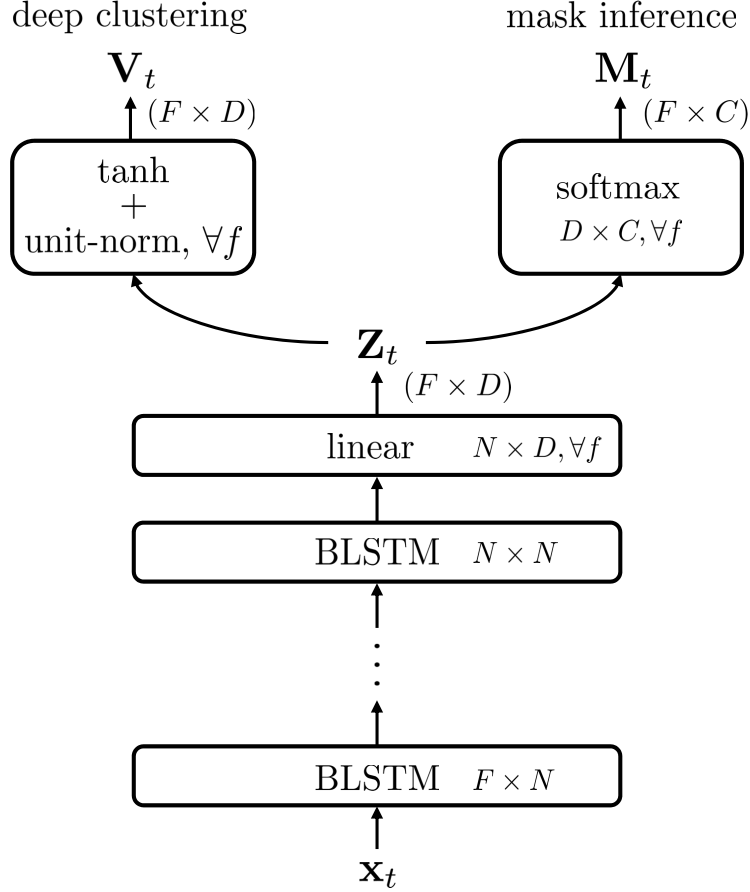 deep clustering
mask inference
V_t
M_t
(F × D)
(F × C)
tanh
+
unit-norm, ∀f
softmax
D × C, ∀f
Z_t
(F × D)
linear N × D, ∀f
BLSTM N × N
⋮
BLSTM F × N
x_t